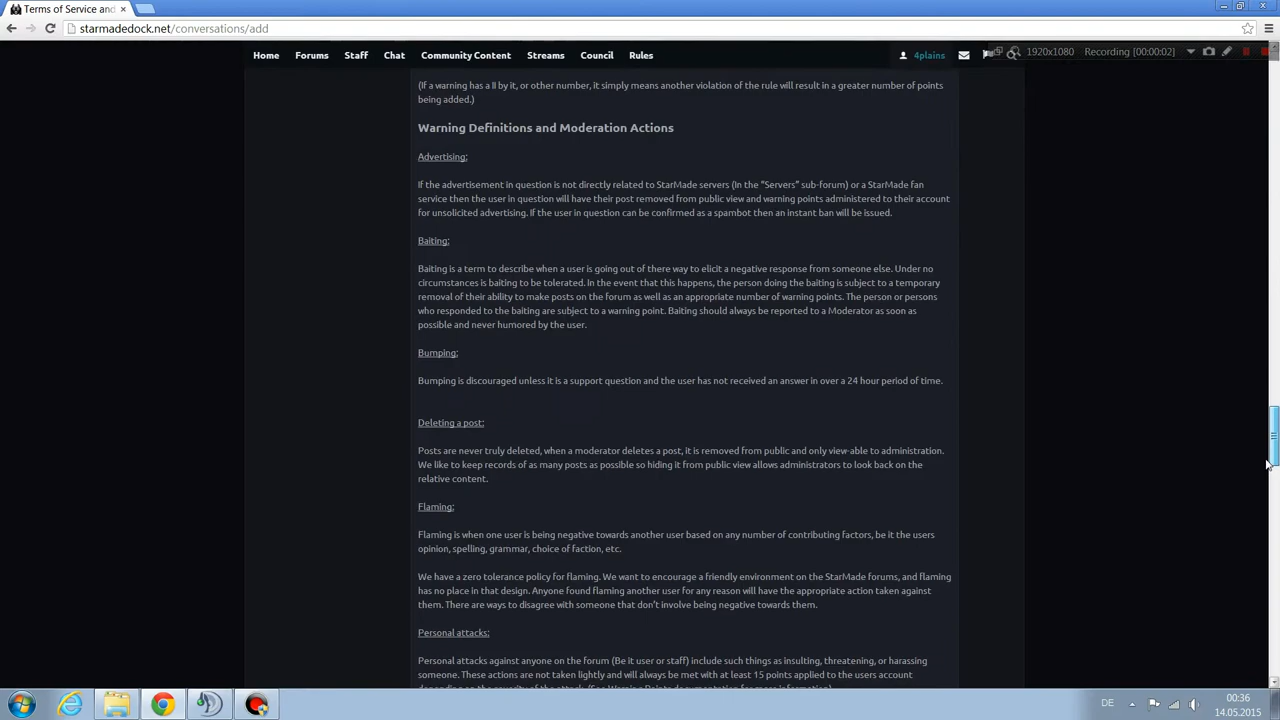 Terms of Service and
starmadedock.net/conversations/add
Home Forums Staff Chat Community Content Streams Council Rules 4plains 1920x1080 Recording [00:00:02]
(If a warning has a II by it, or other number, it simply means another violation of the rule will result in a greater number of points
being added.)
Warning Definitions and Moderation Actions
Advertising:
If the advertisement in question is not directly related to StarMade servers (In the "Servers" sub-forum) or a StarMade fan
service then the user in question will have their post removed from public view and warning points administered to their account
for unsolicited advertising. If the user in question can be confirmed as a spambot then an instant ban will be issued.
Baiting:
Baiting is a term to describe when a user is going out of there way to elicit a negative response from someone else. Under no
circumstances is baiting to be tolerated. In the event that this happens, the person doing the baiting is subject to a temporary
removal of their ability to make posts on the forum as well as an appropriate number of warning points. The person or persons
who responded to the baiting are subject to a warning point. Baiting should always be reported to a Moderator as soon as
possible and never humored by the user.
Bumping:
Bumping is discouraged unless it is a support question and the user has not received an answer in over a 24 hour period of time.
Deleting a post:
Posts are never truly deleted, when a moderator deletes a post, it is removed from public and only view-able to administration.
We like to keep records of as many posts as possible so hiding it from public view allows administrators to look back on the
relative content.
Flaming:
Flaming is when one user is being negative towards another user based on any number of contributing factors, be it the users
opinion, spelling, grammar, choice of faction, etc.
We have a zero tolerance policy for flaming. We want to encourage a friendly environment on the StarMade forums, and flaming
has no place in that design. Anyone found flaming another user for any reason will have the appropriate action taken against
them. There are ways to disagree with someone that don't involve being negative towards them.
Personal attacks:
Personal attacks against anyone on the forum (Be it user or staff) include such things as insulting, threatening, or harassing
someone. These actions are not taken lightly and will always be met with at least 15 points applied to the users account
depending on the severity of the attack. (See Warning Points documentation for more information)
DE
00:36
14.05.2015